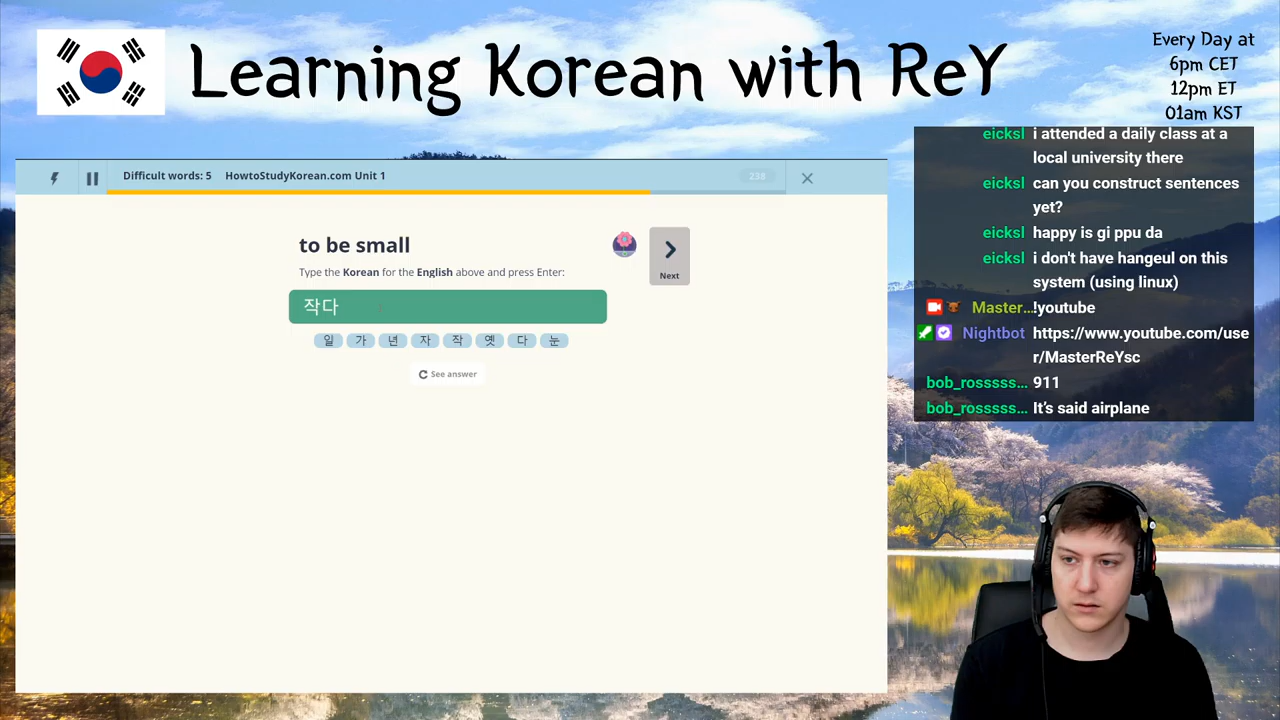 Learning Korean with ReY
Every Day at
6pm CET
12pm ET
01am KST
Difficult words: 5 HowtoStudyKorean.com Unit 1
238
to be small
Next
Type the Korean for the English above and press Enter:
작다
일 가 년 자 작 옛 다 눈
See answer
eicksl i attended a daily class at a
local university there
eicksl can you construct sentences
yet?
eicksl happy is gi ppu da
eicksl i don't have hangeul on this
system (using linux)
Master... !youtube
Nightbot https://www.youtube.com/use
r/MasterReYsc
bob_rosssss... 911
bob_rosssss... It's said airplane